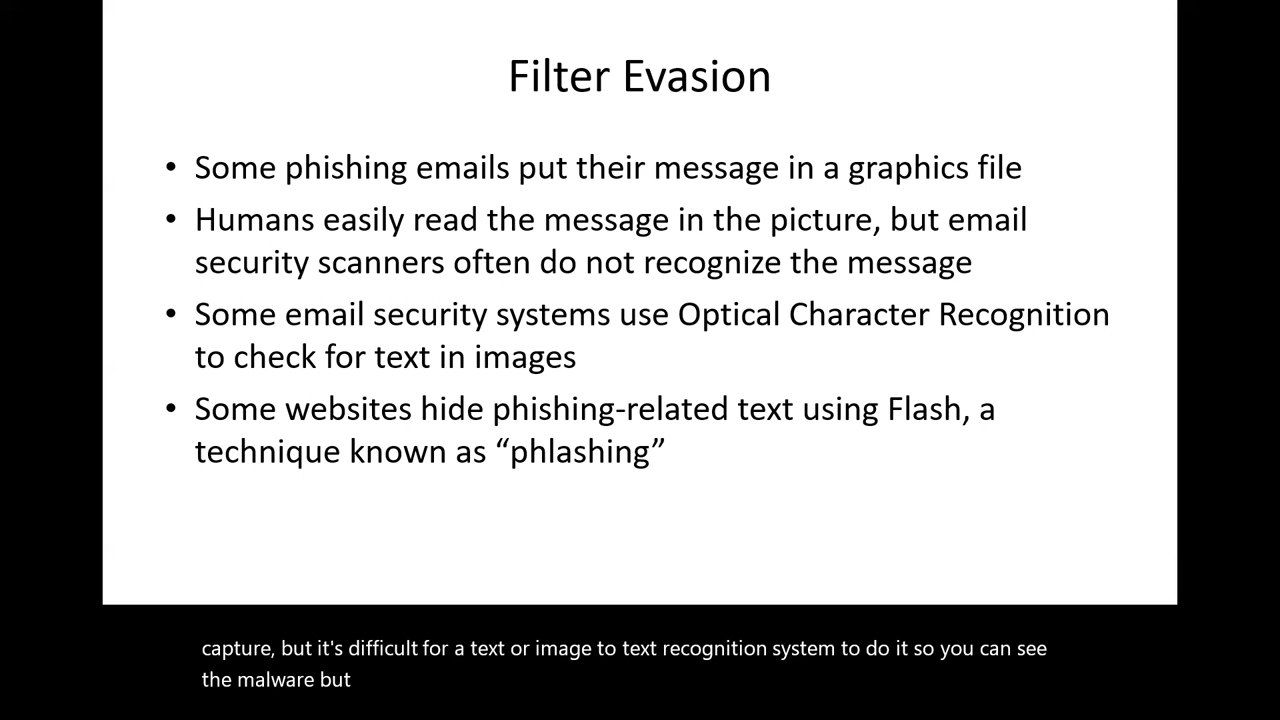 Filter Evasion
• Some phishing emails put their message in a graphics file
• Humans easily read the message in the picture, but email
security scanners often do not recognize the message
• Some email security systems use Optical Character Recognition
to check for text in images
• Some websites hide phishing-related text using Flash, a
technique known as “phlashing”
capture, but it's difficult for a text or image to text recognition system to do it so you can see
the malware but